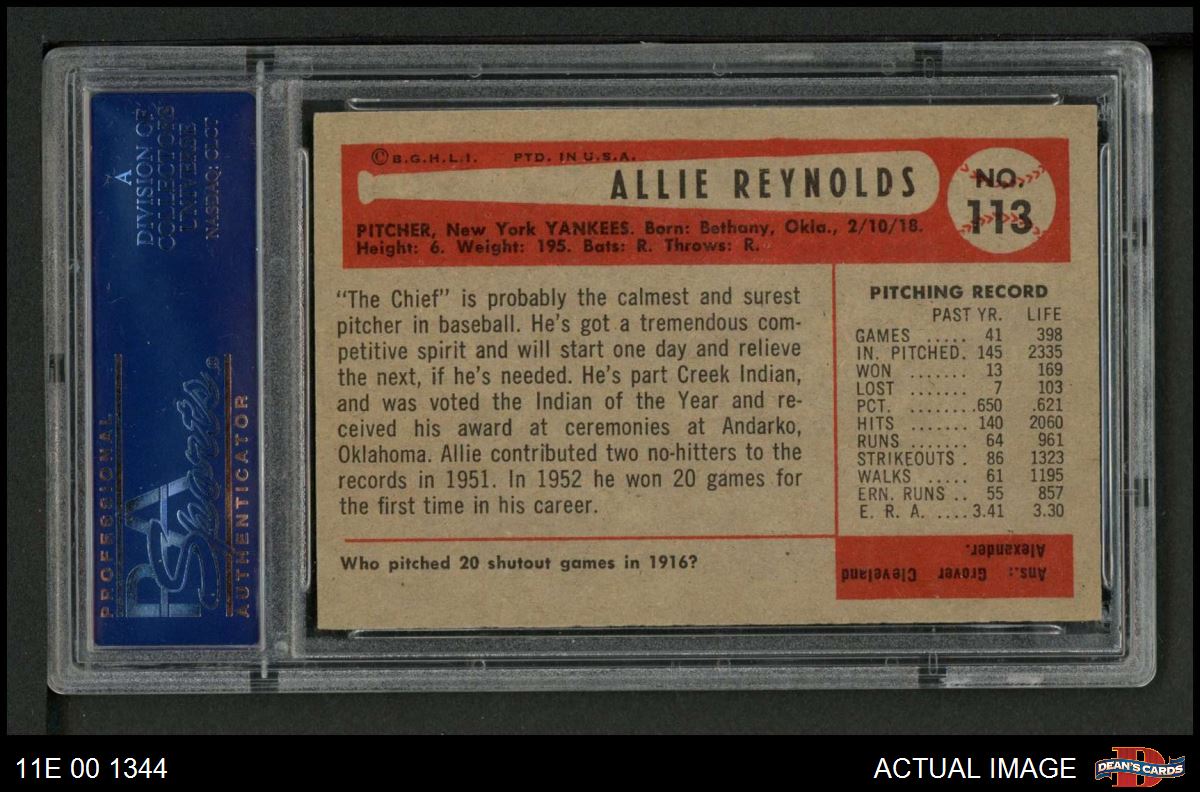 A
DIVISION OF
COLLECTORS
UNIVERSE
NASDAQ: CLCT
PROFESSIONAL
PSA
Sports®
AUTHENTICATOR
© B.G.H.L.I. PTD. IN U.S.A.
ALLIE REYNOLDS
NO.
113
PITCHER, New York YANKEES. Born: Bethany, Okla., 2/10/18.
Height: 6. Weight: 195. Bats: R. Throws: R.
"The Chief" is probably the calmest and surest
pitcher in baseball. He's got a tremendous com-
petitive spirit and will start one day and relieve
the next, if he's needed. He's part Creek Indian,
and was voted the Indian of the Year and re-
ceived his award at ceremonies at Andarko,
Oklahoma. Allie contributed two no-hitters to the
records in 1951. In 1952 he won 20 games for
the first time in his career.
PITCHING RECORD
PAST YR. LIFE
GAMES ..... 41 398
IN. PITCHED. 145 2335
WON ....... 13 169
LOST ....... 7 103
PCT. ........ .650 .621
HITS ....... 140 2060
RUNS ....... 64 961
STRIKEOUTS . 86 1323
WALKS ..... 61 1195
ERN. RUNS .. 55 857
E. R. A. .... 3.41 3.30
Who pitched 20 shutout games in 1916?
Ans.: Grover Cleveland
Alexander.
11E 00 1344
ACTUAL IMAGE
DEAN'S CARDS